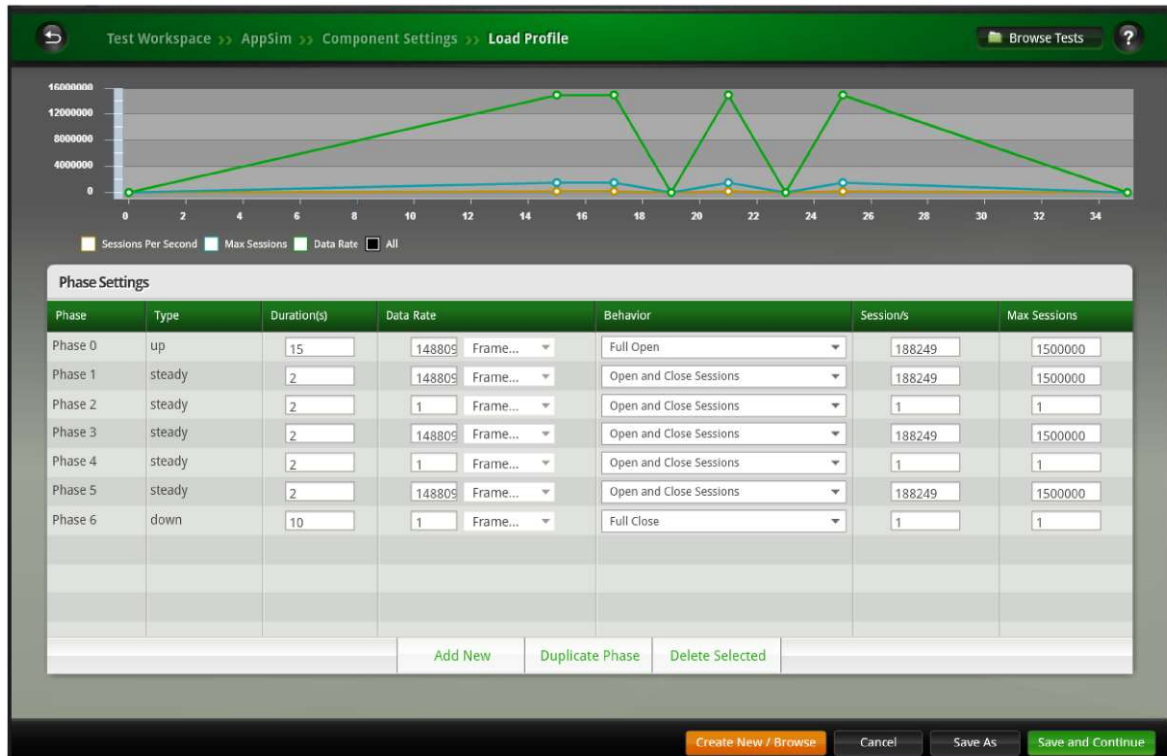 Test Workspace >> AppSim >> Component Settings >> Load Profile
Browse Tests ?
16000000
12000000
8000000
4000000
0
0 2 4 6 8 10 12 14 16 18 20 22 24 26 28 30 32 34
Sessions Per Second Max Sessions Data Rate All
Phase Settings
Phase Type Duration(s) Data Rate Behavior Session/s Max Sessions
Phase 0 up 15 148809 Frame... Full Open 188249 1500000
Phase 1 steady 2 148809 Frame... Open and Close Sessions 188249 1500000
Phase 2 steady 2 1 Frame... Open and Close Sessions 1 1
Phase 3 steady 2 148809 Frame... Open and Close Sessions 188249 1500000
Phase 4 steady 2 1 Frame... Open and Close Sessions 1 1
Phase 5 steady 2 148809 Frame... Open and Close Sessions 188249 1500000
Phase 6 down 10 1 Frame... Full Close 1 1
Add New Duplicate Phase Delete Selected
Create New / Browse Cancel Save As Save and Continue